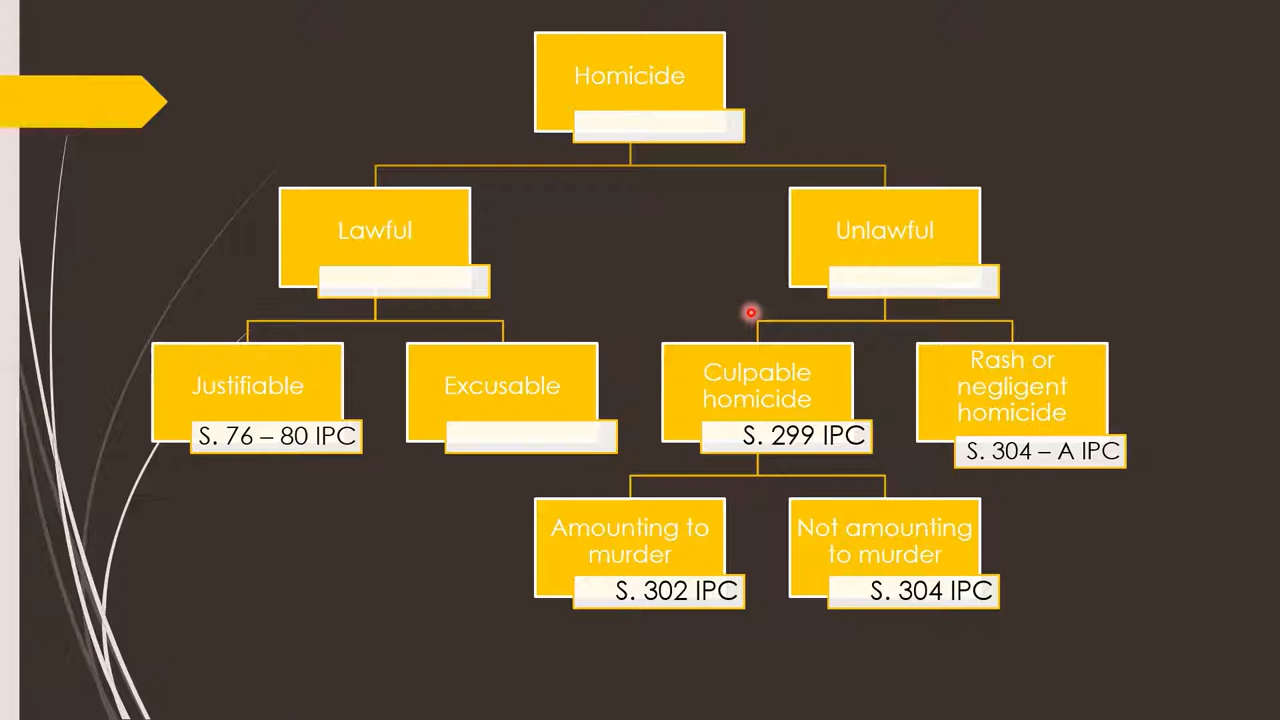 Homicide
Lawful
Unlawful
Justifiable
S. 76 – 80 IPC
Excusable
Culpable
homicide
S. 299 IPC
Rash or
negligent
homicide
S. 304 – A IPC
Amounting to
murder
S. 302 IPC
Not amounting
to murder
S. 304 IPC